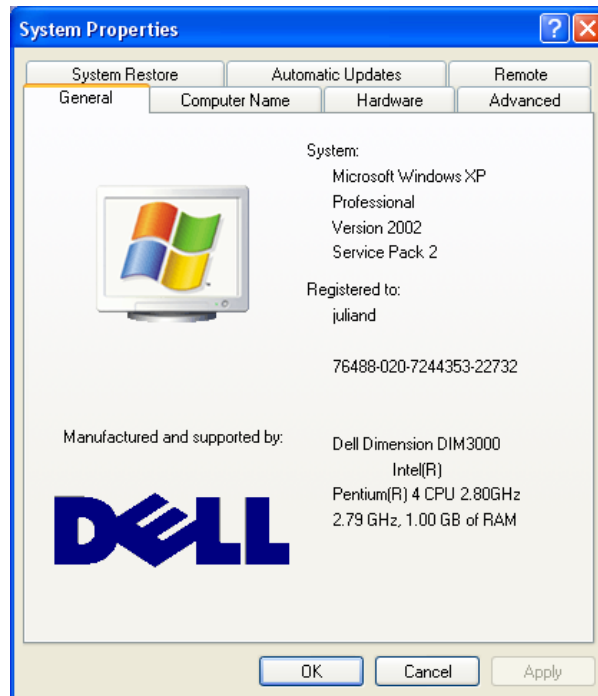 System Properties
System Restore
Automatic Updates
Remote
General
Computer Name
Hardware
Advanced
System:
Microsoft Windows XP
Professional
Version 2002
Service Pack 2
Registered to:
juliand
76488-020-7244353-22732
Manufactured and supported by:
Dell Dimension DIM3000
Intel(R)
Pentium(R) 4 CPU 2.80GHz
2.79 GHz, 1.00 GB of RAM
DELL
OK
Cancel
Apply